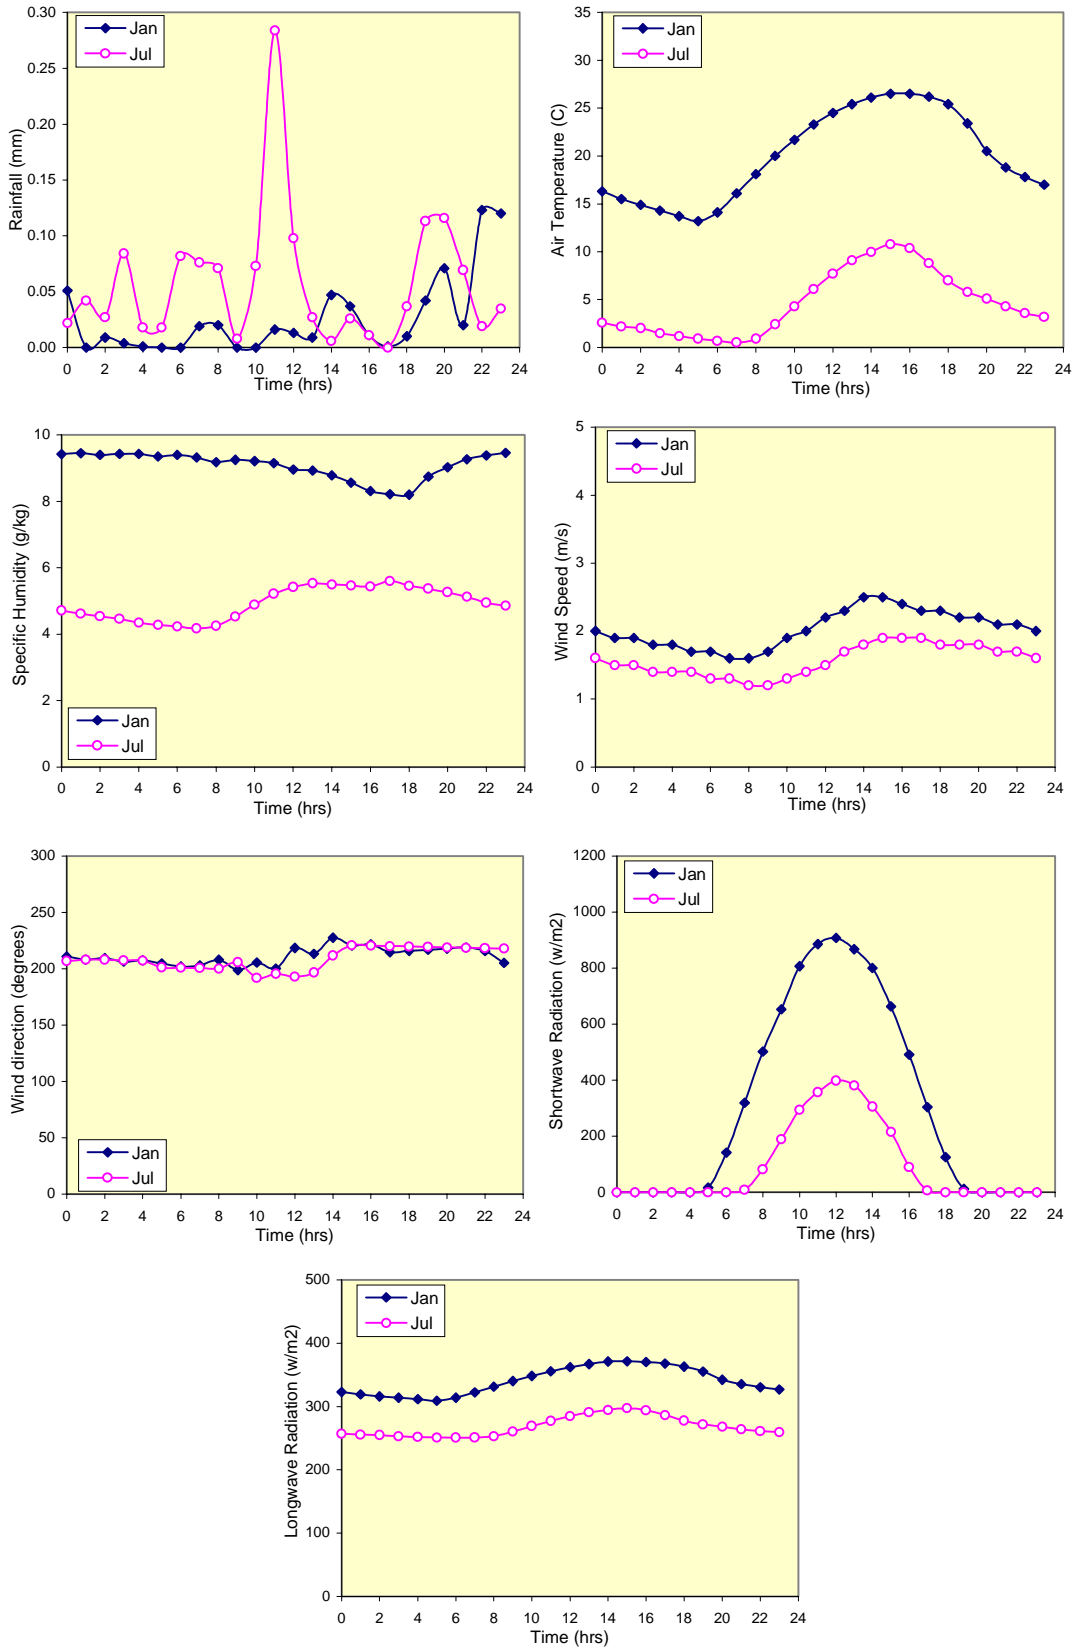 0.30
0.25
0.20
0.15
0.10
0.05
0.00
Rainfall (mm)
Jan
Jul
0 2 4 6 8 10 12 14 16 18 20 22 24
Time (hrs)
35
30
25
20
15
10
5
0
Air Temperature (C)
Jan
Jul
0 2 4 6 8 10 12 14 16 18 20 22 24
Time (hrs)
10
8
6
4
2
0
Specific Humidity (g/kg)
Jan
Jul
0 2 4 6 8 10 12 14 16 18 20 22 24
Time (hrs)
5
4
3
2
1
0
Wind Speed (m/s)
Jan
Jul
0 2 4 6 8 10 12 14 16 18 20 22 24
Time (hrs)
300
250
200
150
100
50
0
Wind direction (degrees)
Jan
Jul
0 2 4 6 8 10 12 14 16 18 20 22 24
Time (hrs)
1200
1000
800
600
400
200
0
Shortwave Radiation (w/m2)
Jan
Jul
0 2 4 6 8 10 12 14 16 18 20 22 24
Time (hrs)
500
400
300
200
100
0
Longwave Radiation (w/m2)
Jan
Jul
0 2 4 6 8 10 12 14 16 18 20 22 24
Time (hrs)